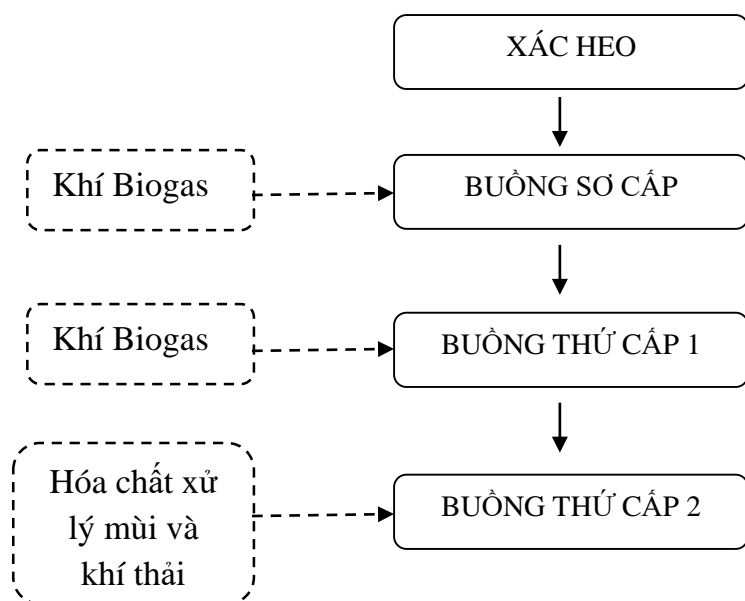 XÁC HEO
Khí Biogas
BUỒNG SƠ CẤP
Khí Biogas
BUỒNG THỨ CẤP 1
Hóa chất xử
lý mùi và
khí thải
BUỒNG THỨ CẤP 2